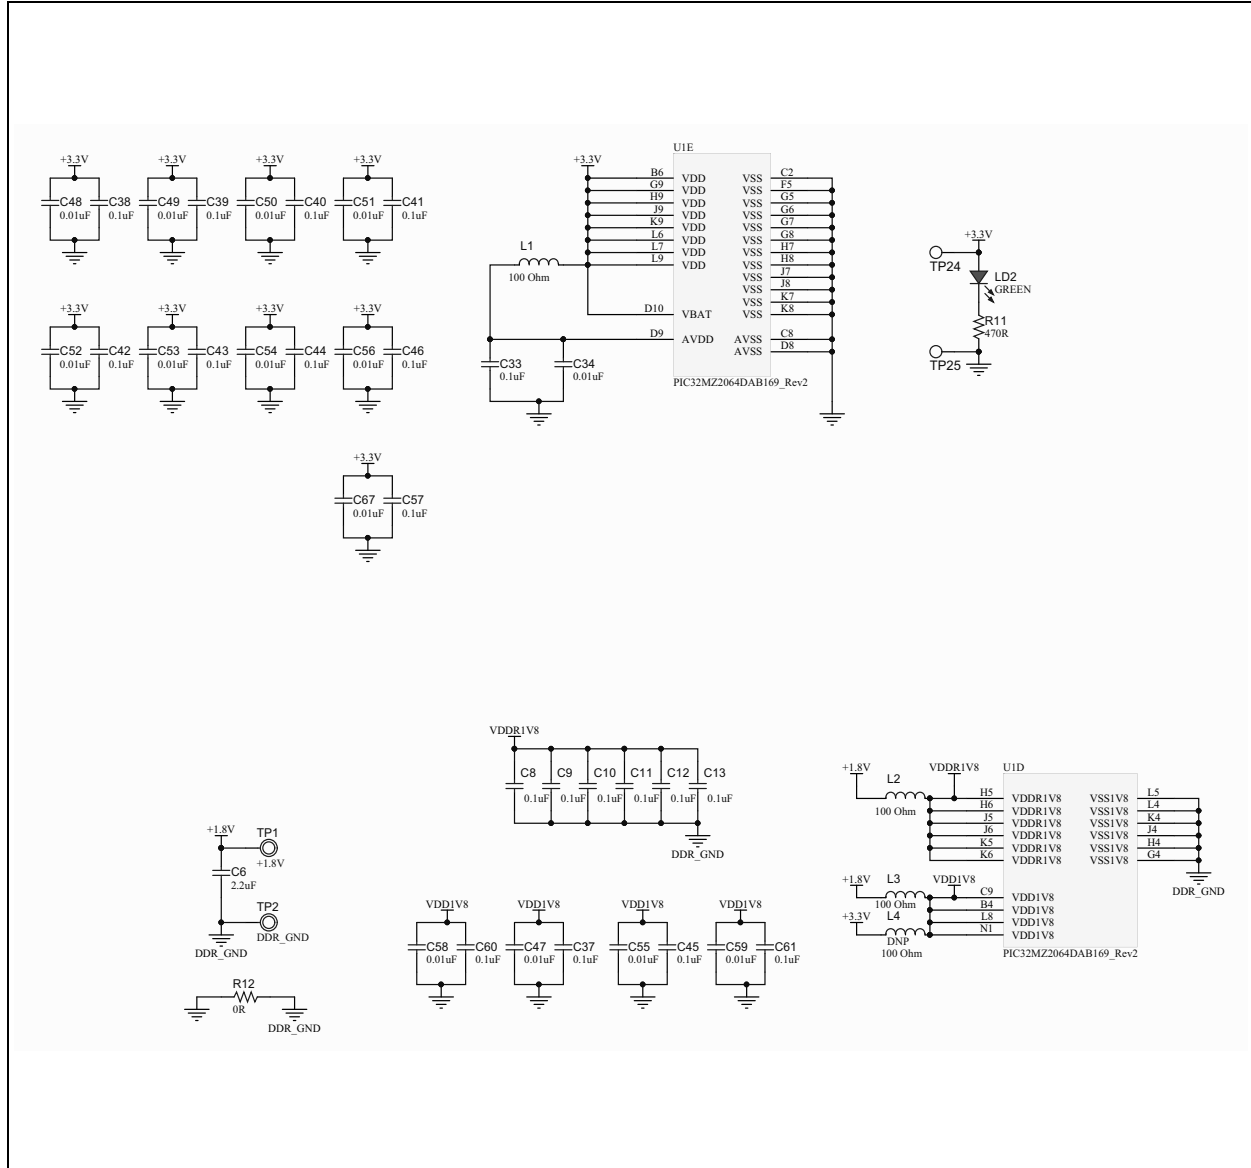 +3.3V +3.3V +3.3V +3.3V
C48 C38 C49 C39 C50 C40 C51 C41
0.01uF 0.1uF 0.01uF 0.1uF 0.01uF 0.1uF 0.01uF 0.1uF
+3.3V +3.3V +3.3V +3.3V
C52 C42 C53 C43 C54 C44 C56 C46
0.01uF 0.1uF 0.01uF 0.1uF 0.01uF 0.1uF 0.01uF 0.1uF
+3.3V
C67 C57
0.01uF 0.1uF
U1E
+3.3V
B6 VDD VSS C2
G9 VDD VSS F5
H9 VDD VSS G5
J9 VDD VSS G6
K9 VDD VSS G7
L6 VDD VSS G8
L7 VDD VSS H7
L9 VDD VSS H8
VSS J7
VSS J8
VSS K7
D10 VBAT VSS K8
D9 AVDD AVSS C8
AVSS D8
PIC32MZ2064DAB169_Rev2
L1
100 Ohm
C33 C34
0.1uF 0.01uF
+3.3V
TP24
LD2
GREEN
R11
470R
TP25
VDDR1V8
C8 C9 C10 C11 C12 C13
0.1uF 0.1uF 0.1uF 0.1uF 0.1uF 0.1uF
DDR_GND
+1.8V
TP1
+1.8V
C6
2.2uF
TP2
DDR_GND
DDR_GND
R12
0R
DDR_GND
VDD1V8 VDD1V8 VDD1V8 VDD1V8
C58 C60 C47 C37 C55 C45 C59 C61
0.01uF 0.1uF 0.01uF 0.1uF 0.01uF 0.1uF 0.01uF 0.1uF
+1.8V
L2
100 Ohm
VDDR1V8
U1D
H5 VDDR1V8 VSS1V8 L5
H6 VDDR1V8 VSS1V8 L4
J5 VDDR1V8 VSS1V8 K4
J6 VDDR1V8 VSS1V8 J4
K5 VDDR1V8 VSS1V8 H4
K6 VDDR1V8 VSS1V8 G4
DDR_GND
+1.8V
L3
100 Ohm
VDD1V8
C9 VDD1V8
B4 VDD1V8
L8 VDD1V8
N1 VDD1V8
+3.3V
L4
DNP
100 Ohm
PIC32MZ2064DAB169_Rev2